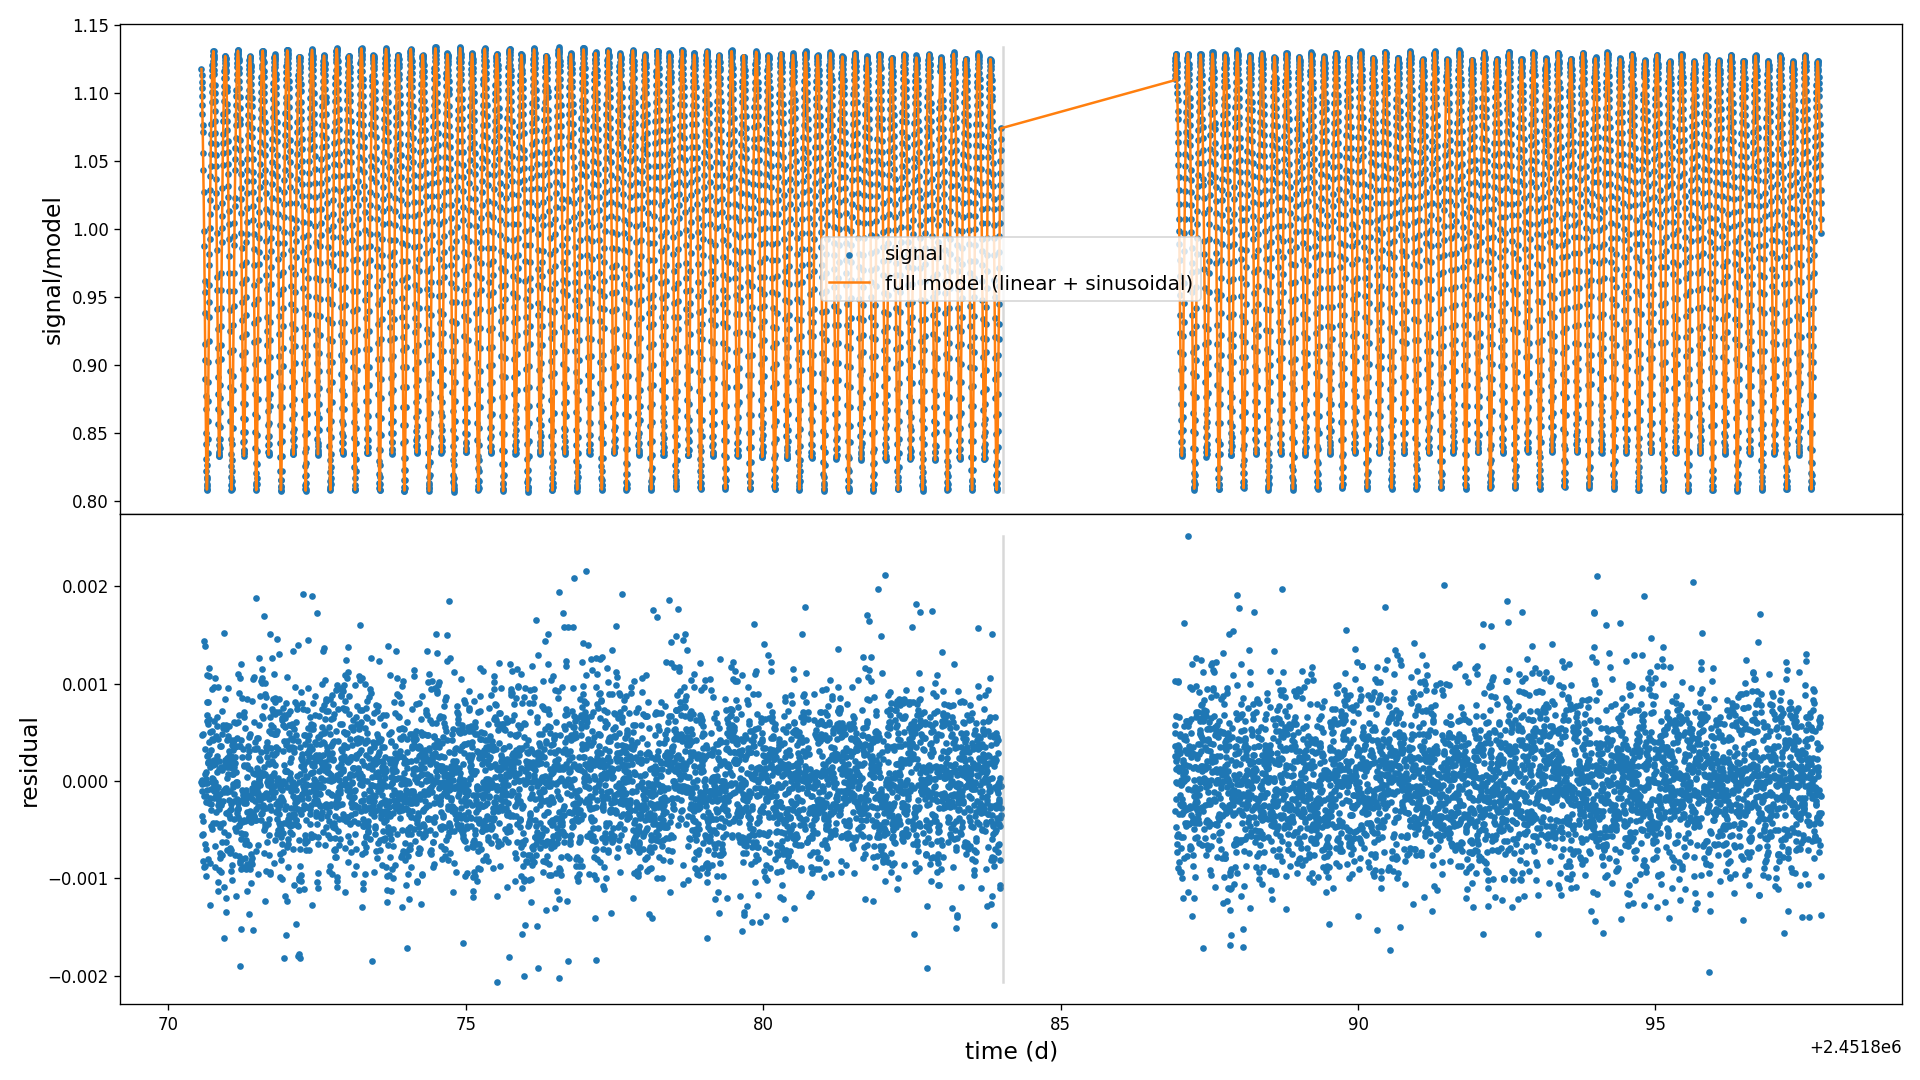 1.15
1.10
1.05
1.00
0.95
0.90
0.85
0.80
signal/model
signal
full model (linear + sinusoidal)
0.002
0.001
0.000
−0.001
−0.002
residual
70 75 80 85 90 95
time (d)
+2.4518e6